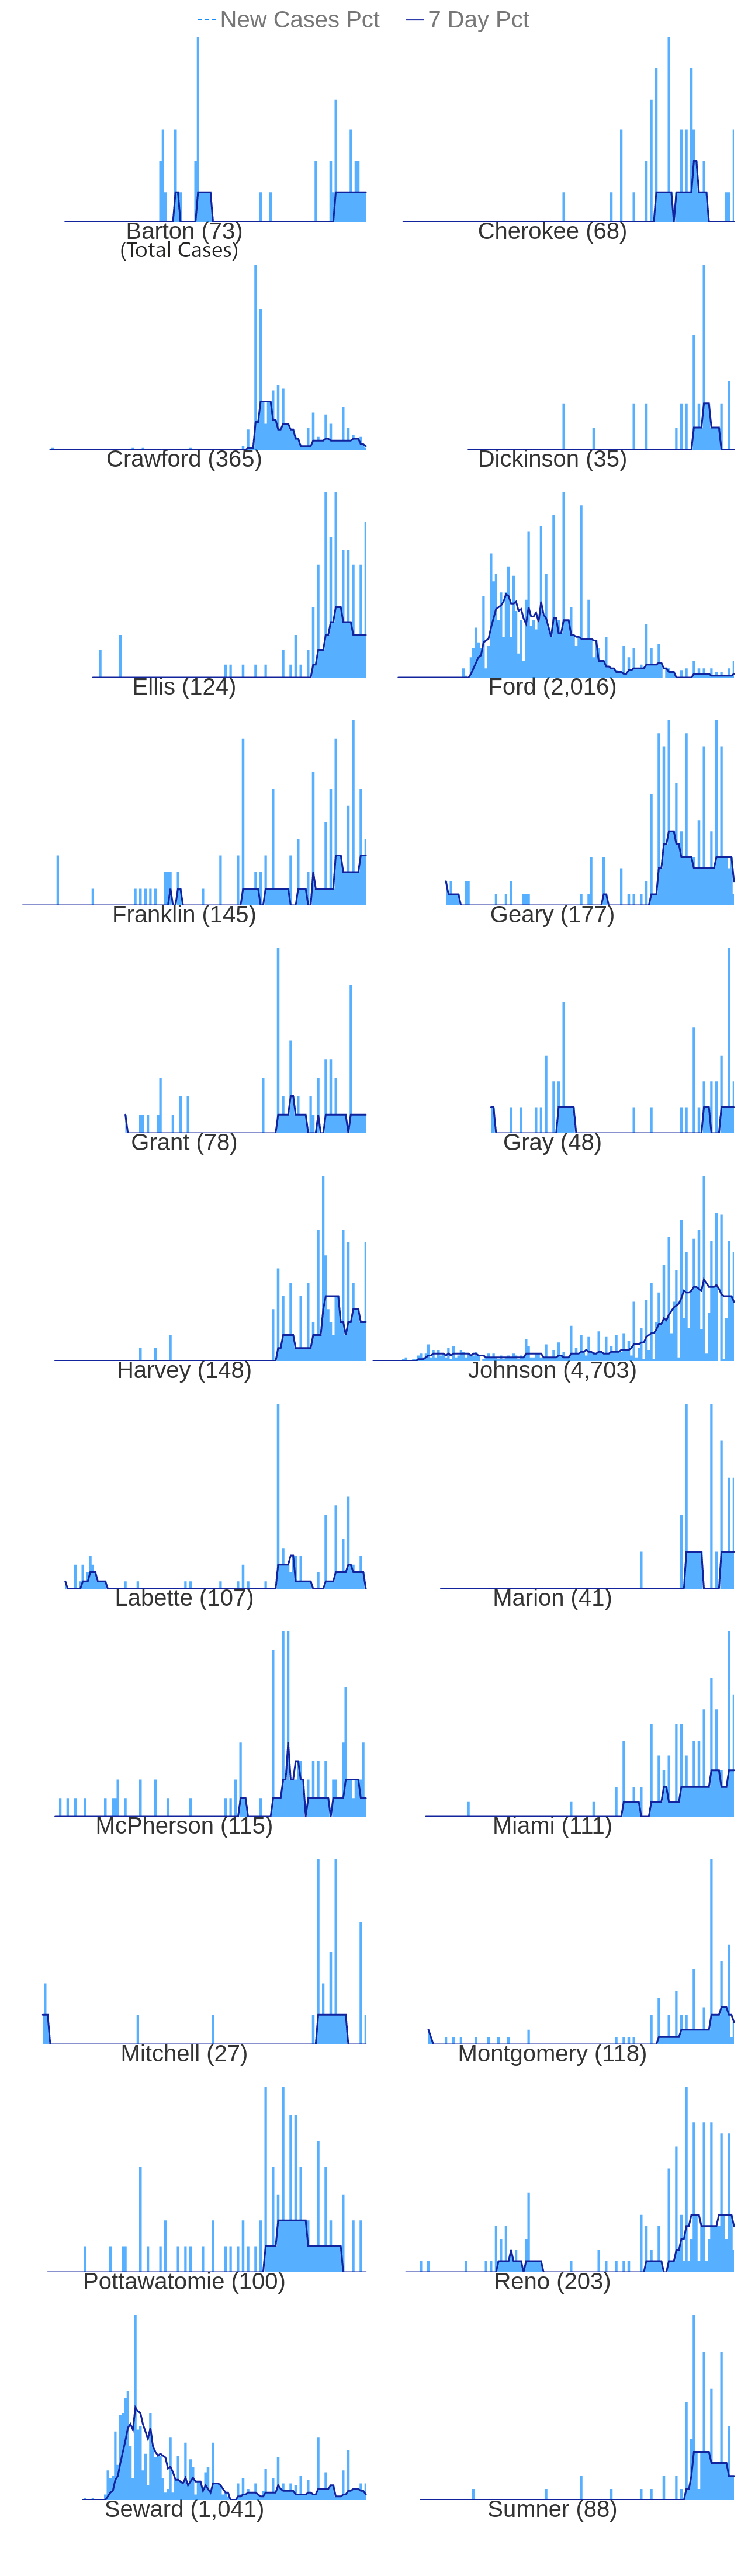 New Cases Pct 7 Day Pct
Barton (73) Cherokee (68)
(Total Cases)
Crawford (365) Dickinson (35)
Ellis (124) Ford (2,016)
Franklin (145) Geary (177)
Grant (78) Gray (48)
Harvey (148) Johnson (4,703)
Labette (107) Marion (41)
McPherson (115) Miami (111)
Mitchell (27) Montgomery (118)
Pottawatomie (100) Reno (203)
Seward (1,041) Sumner (88)